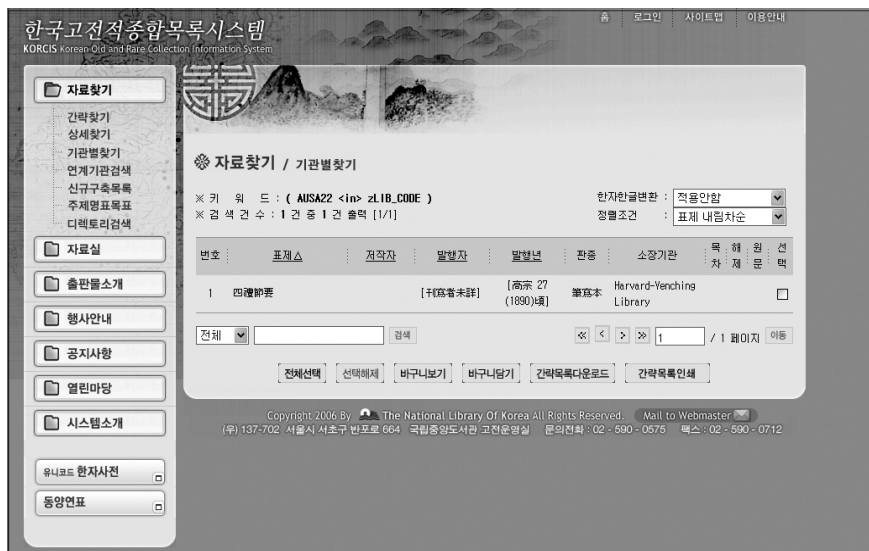 홈 로그인 사이트맵 이용안내
한국고전적종합목록시스템
KORCIS Korean Old and Rare Collection Information System
자료찾기
간략찾기
상세찾기
기관별찾기
연계기관검색
신규구축목록
주제명표목표
디렉토리검색
자료실
출판물소개
행사안내
공지사항
열린마당
시스템소개
유니코드 한자사전
동양연표
자료찾기 / 기관별찾기
※ 키 워 드 : ( AUSA22 <in> zLIB_CODE )
※ 검 색 건 수 : 1 건 중 1 건 출력 [1/1]
한자한글변환 : 적용안함
정렬조건 : 표제 내림차순
번호 표제△ 저작자 발행자 발행년 판종 소장기관 목차 해제 원문 선택
1 四禮節要 [刊寫者未詳] [高宗 27 (1890)頃] 筆寫本 Harvard-Yenching Library
전체 검색 1 / 1 페이지 이동
전체선택 선택해제 바구니보기 바구니담기 간략목록다운로드 간략목록인쇄
Copyright 2006 By The National Library Of Korea All Rights Reserved. Mail to Webmaster
(우) 137-702 서울시 서초구 반포로 664 국립중앙도서관 고전운영실 문의전화 : 02 - 590 - 0575 팩스 : 02 - 590 - 0712